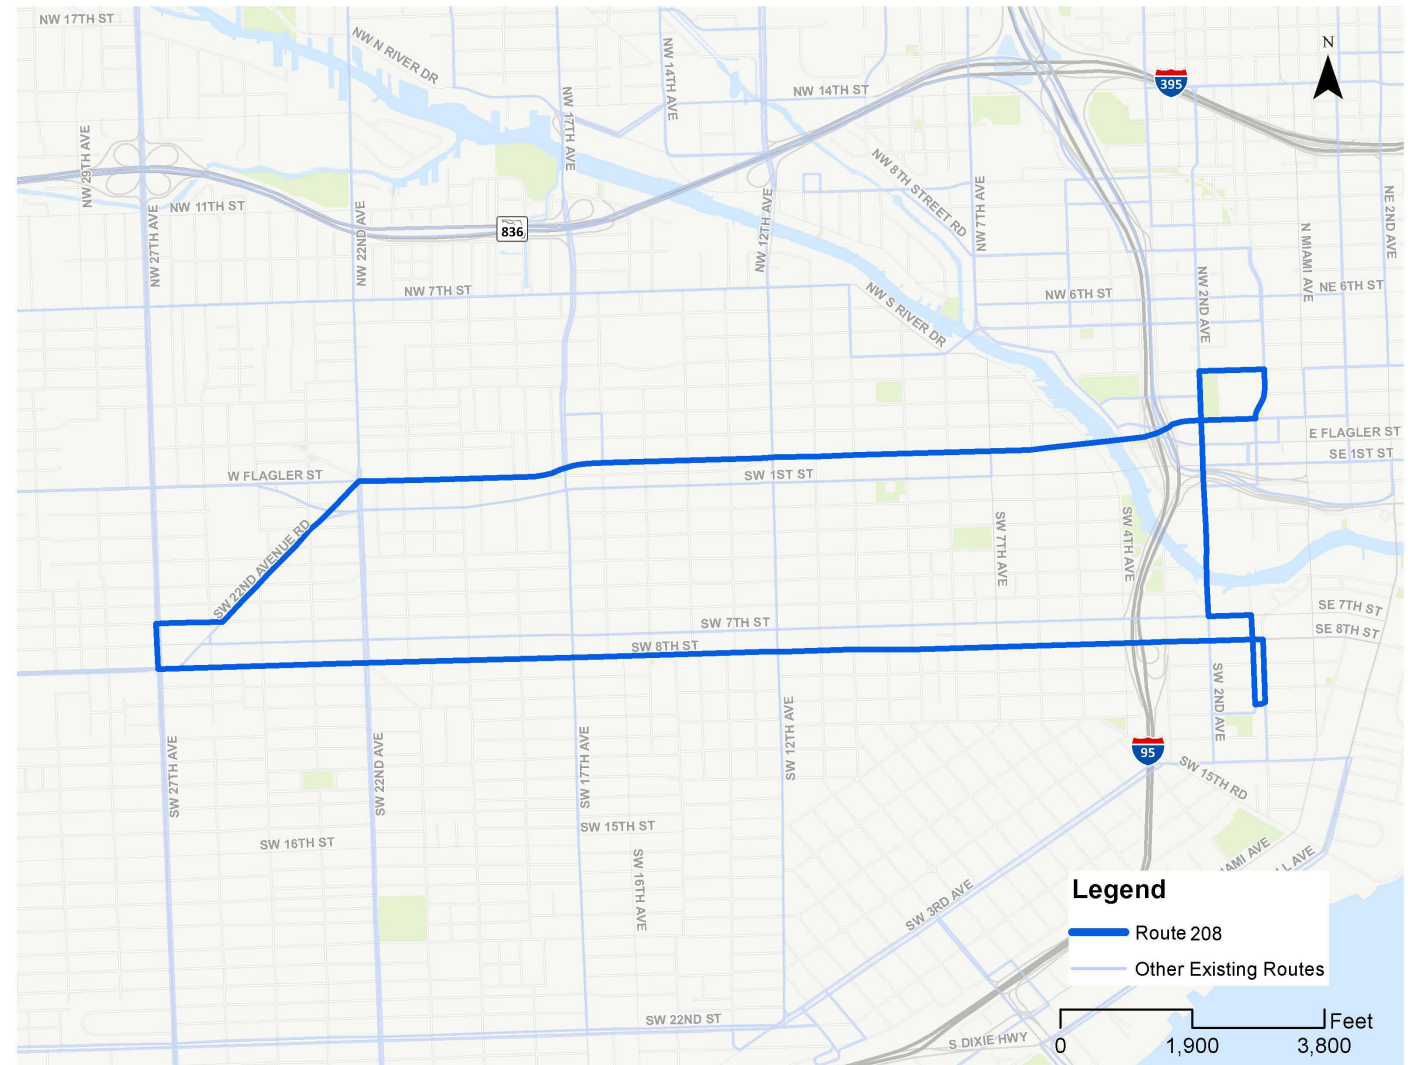 NW 17TH ST
NW N RIVER DR
NW 14TH AVE
NW 7TH AVE
N
395
NW 14TH ST
NW 17TH AVE
NW 29TH AVE
NW 8TH STREET RD
NW 11TH ST
836
NW 27TH AVE
NW 22ND AVE
NW 12TH AVE
NW 7TH AVE
NE 2ND AVE
N MIAMI AVE
NW 2ND AVE
NW 7TH ST
NW S RIVER DR
NW 6TH ST
NE 6TH ST
E FLAGLER ST
SE 1ST ST
W FLAGLER ST
SW 1ST ST
SW 22ND AVENUE RD
SW 7TH AVE
SW 4TH AVE
SE 7TH ST
SW 7TH ST
SE 8TH ST
SW 8TH ST
SW 2ND AVE
SW 27TH AVE
SW 22ND AVE
SW 17TH AVE
SW 12TH AVE
95
SW 15TH RD
SW 15TH ST
SW 16TH ST
SW 16TH AVE
IAMI AVE
LL AVE
SW 3RD AVE
Legend
Route 208
Other Existing Routes
SW 22ND ST
S DIXIE HWY
Feet
0 1,900 3,800